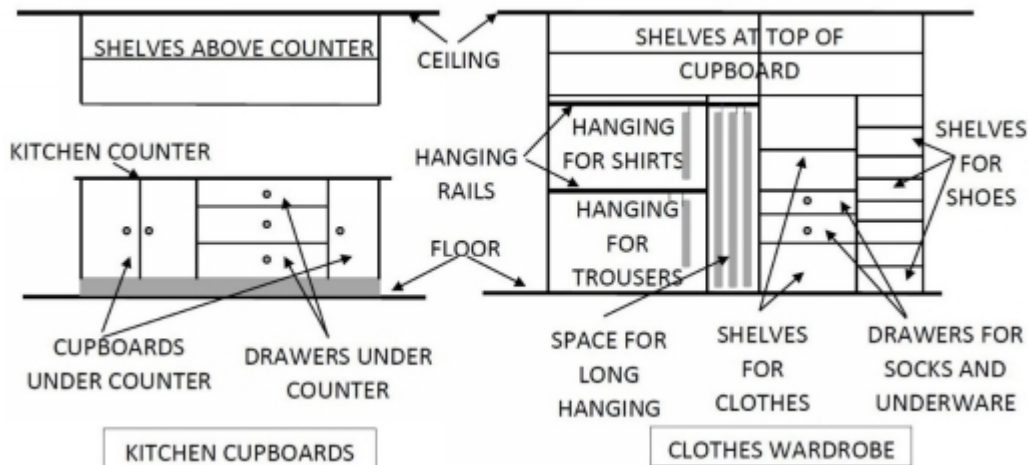 SHELVES ABOVE COUNTER
CEILING
KITCHEN COUNTER
FLOOR
CUPBOARDS
UNDER COUNTER
DRAWERS UNDER
COUNTER
KITCHEN CUPBOARDS
SHELVES AT TOP OF
CUPBOARD
HANGING
FOR SHIRTS
HANGING
RAILS
HANGING
FOR
TROUSERS
SHELVES
FOR
SHOES
SPACE FOR
LONG
HANGING
SHELVES
FOR
CLOTHES
DRAWERS FOR
SOCKS AND
UNDERWARE
CLOTHES WARDROBE